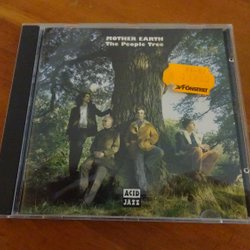 MOTHER EARTH
The People Tree
ACID
JAZZ